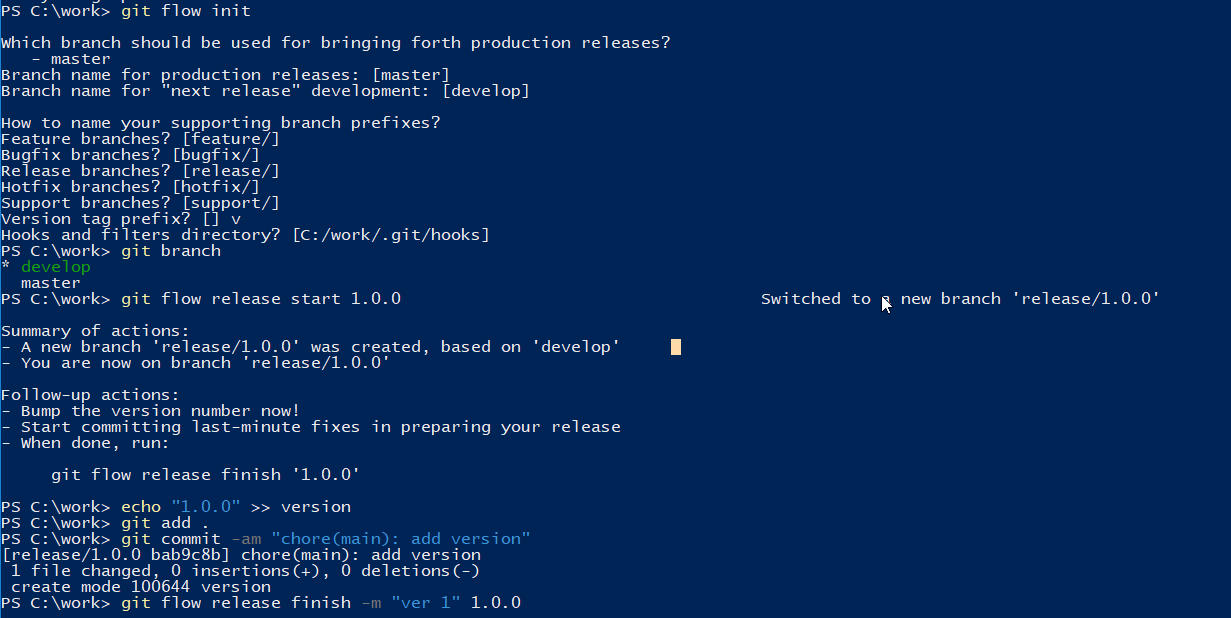 PS C:\work> git flow init
Which branch should be used for bringing forth production releases?
- master
Branch name for production releases: [master]
Branch name for "next release" development: [develop]
How to name your supporting branch prefixes?
Feature branches? [feature/]
Bugfix branches? [bugfix/]
Release branches? [release/]
Hotfix branches? [hotfix/]
Support branches? [support/]
Version tag prefix? [] v
Hooks and filters directory? [C:/work/.git/hooks]
PS C:\work> git branch
* develop
master
PS C:\work> git flow release start 1.0.0 Switched to a new branch 'release/1.0.0'
Summary of actions:
- A new branch 'release/1.0.0' was created, based on 'develop'
- You are now on branch 'release/1.0.0'
Follow-up actions:
- Bump the version number now!
- Start committing last-minute fixes in preparing your release
- When done, run:
git flow release finish '1.0.0'
PS C:\work> echo "1.0.0" >> version
PS C:\work> git add .
PS C:\work> git commit -am "chore(main): add version"
[release/1.0.0 bab9c8b] chore(main): add version
1 file changed, 0 insertions(+), 0 deletions(-)
create mode 100644 version
PS C:\work> git flow release finish -m "ver 1" 1.0.0